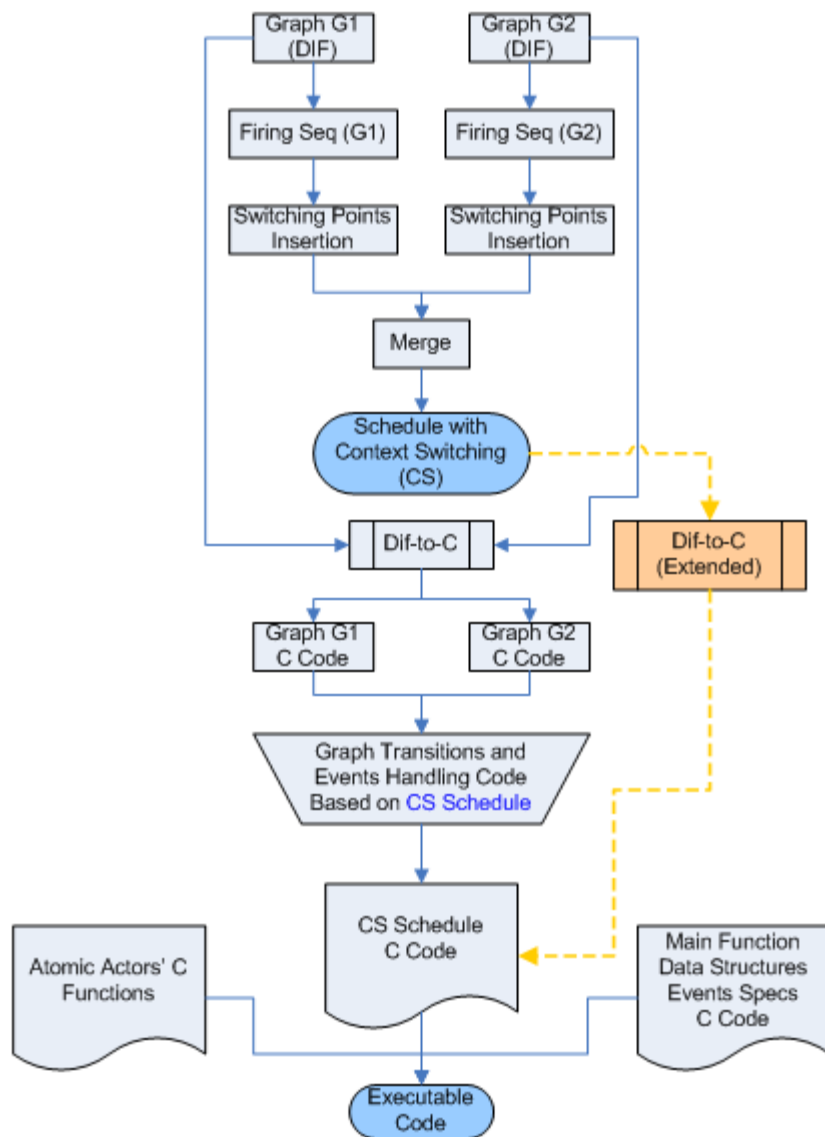 Graph G1
(DIF)
Graph G2
(DIF)
Firing Seq (G1)
Firing Seq (G2)
Switching Points
Insertion
Switching Points
Insertion
Merge
Schedule with
Context Switching
(CS)
Dif-to-C
Dif-to-C
(Extended)
Graph G1
C Code
Graph G2
C Code
Graph Transitions and
Events Handling Code
Based on CS Schedule
CS Schedule
C Code
Atomic Actors' C
Functions
Main Function
Data Structures
Events Specs
C Code
Executable
Code